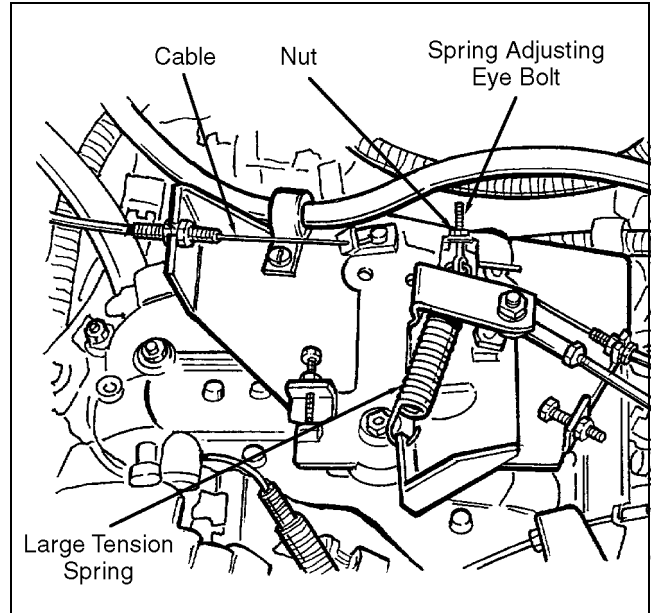 Cable
Nut
Spring Adjusting
Eye Bolt
Large Tension
Spring